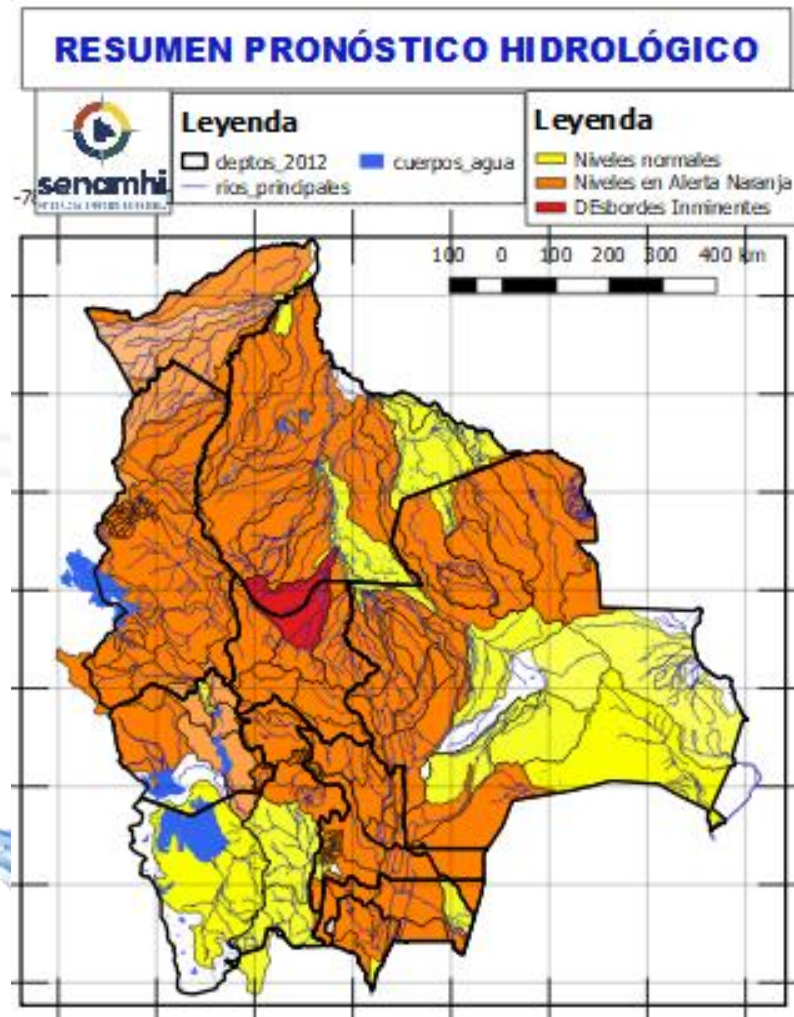 RESUMEN PRONÓSTICO HIDROLÓGICO
senamhi
Leyenda
deptos_2012
cuerpos_agua
rios_principales
Leyenda
Niveles normales
Niveles en Alerta Naranja
DEsbordes Inminentes
100 0 100 200 300 400 km